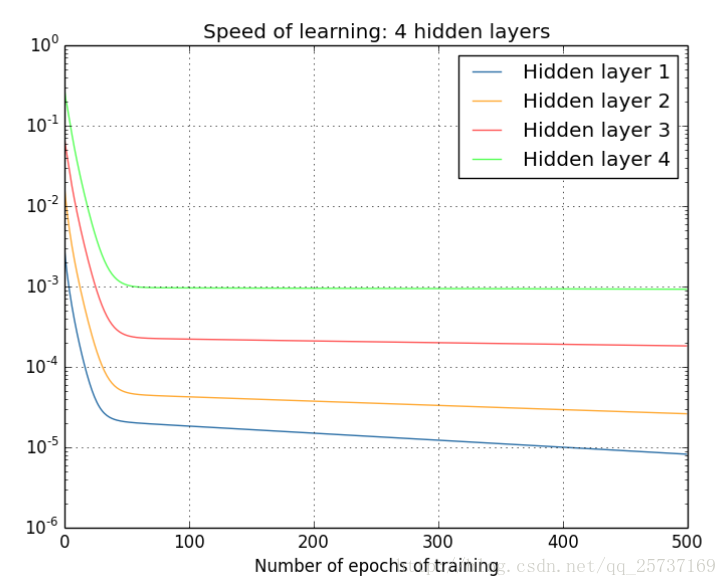 Speed of learning: 4 hidden layers
10^0
10^-1
10^-2
10^-3
10^-4
10^-5
10^-6
Hidden layer 1
Hidden layer 2
Hidden layer 3
Hidden layer 4
0 100 200 300 400 500
Number of epochs of training
csdn.net/qq_25737169